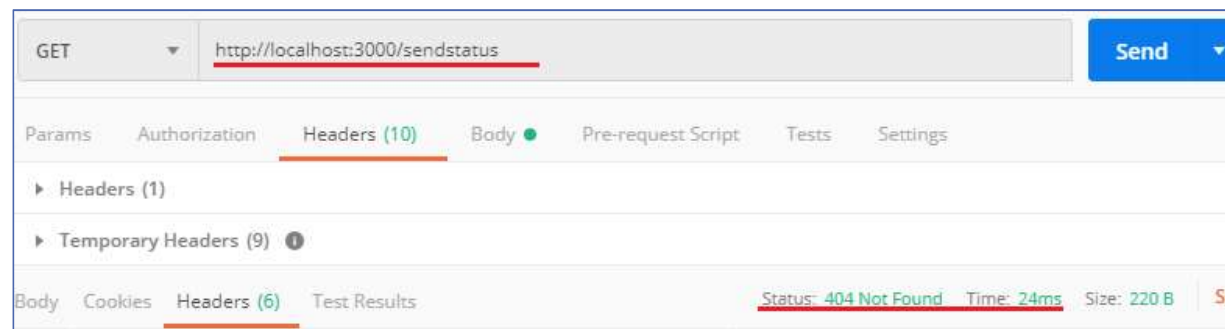 GET http://localhost:3000/sendstatus Send
Params Authorization Headers (10) Body Pre-request Script Tests Settings
Headers (1)
Temporary Headers (9)
Body Cookies Headers (6) Test Results Status: 404 Not Found Time: 24ms Size: 220 B